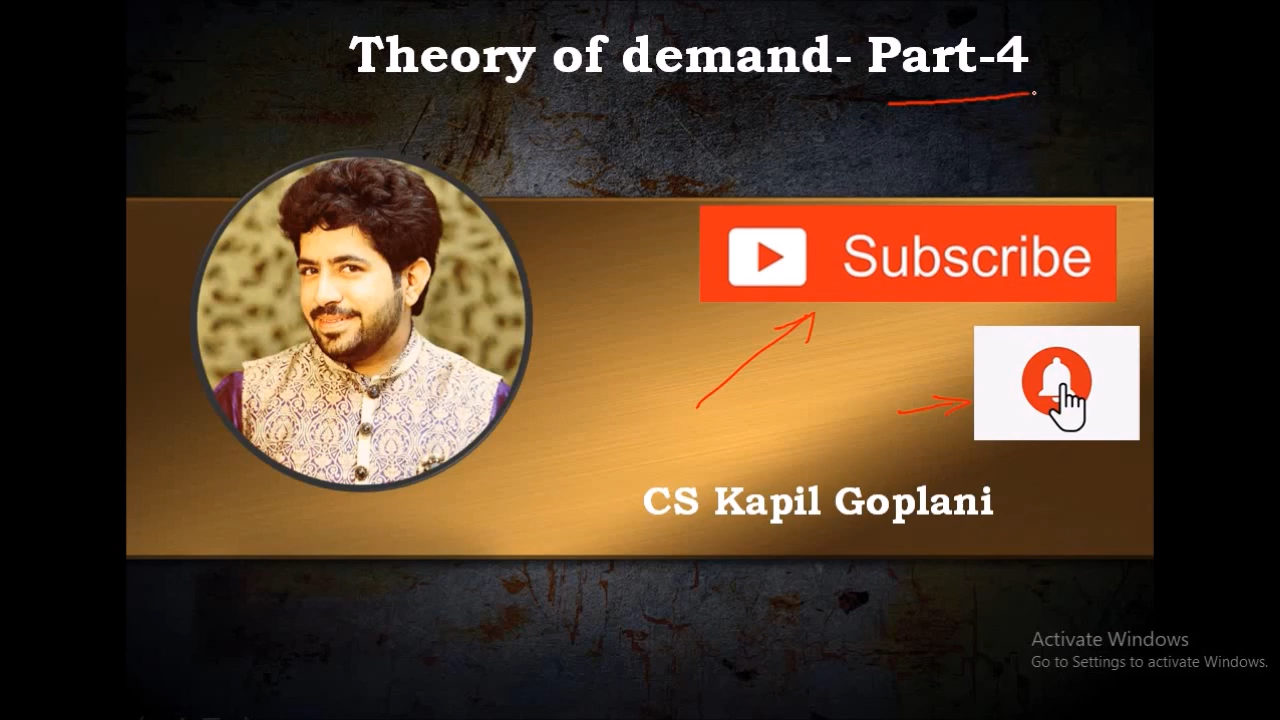 Theory of demand- Part-4
Subscribe
CS Kapil Goplani
Activate Windows
Go to Settings to activate Windows.